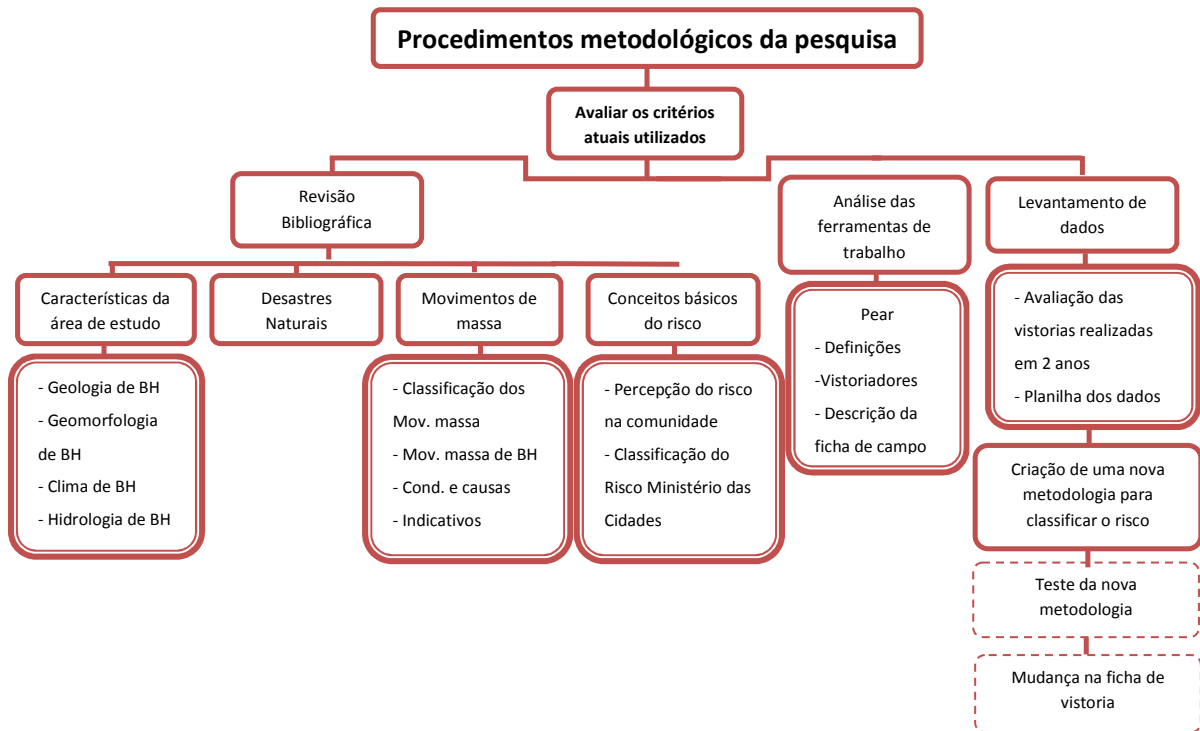 Procedimentos metodológicos da pesquisa
Avaliar os critérios
atuais utilizados
Revisão
Bibliográfica
Análise das
ferramentas de
trabalho
Levantamento de
dados
Características da
área de estudo
Desastres
Naturais
Movimentos de
massa
Conceitos básicos
do risco
- Geologia de BH
- Geomorfologia
de BH
- Clima de BH
- Hidrologia de BH
- Classificação dos
Mov. massa
- Mov. massa de BH
- Cond. e causas
- Indicativos
- Percepção do risco
na comunidade
- Classificação do
Risco Ministério das
Cidades
Pear
- Definições
-Vistoriadores
- Descrição da
ficha de campo
- Avaliação das
vistorias realizadas
em 2 anos
- Planilha dos dados
Criação de uma nova
metodologia para
classificar o risco
Teste da nova
metodologia
Mudança na ficha de
vistoria